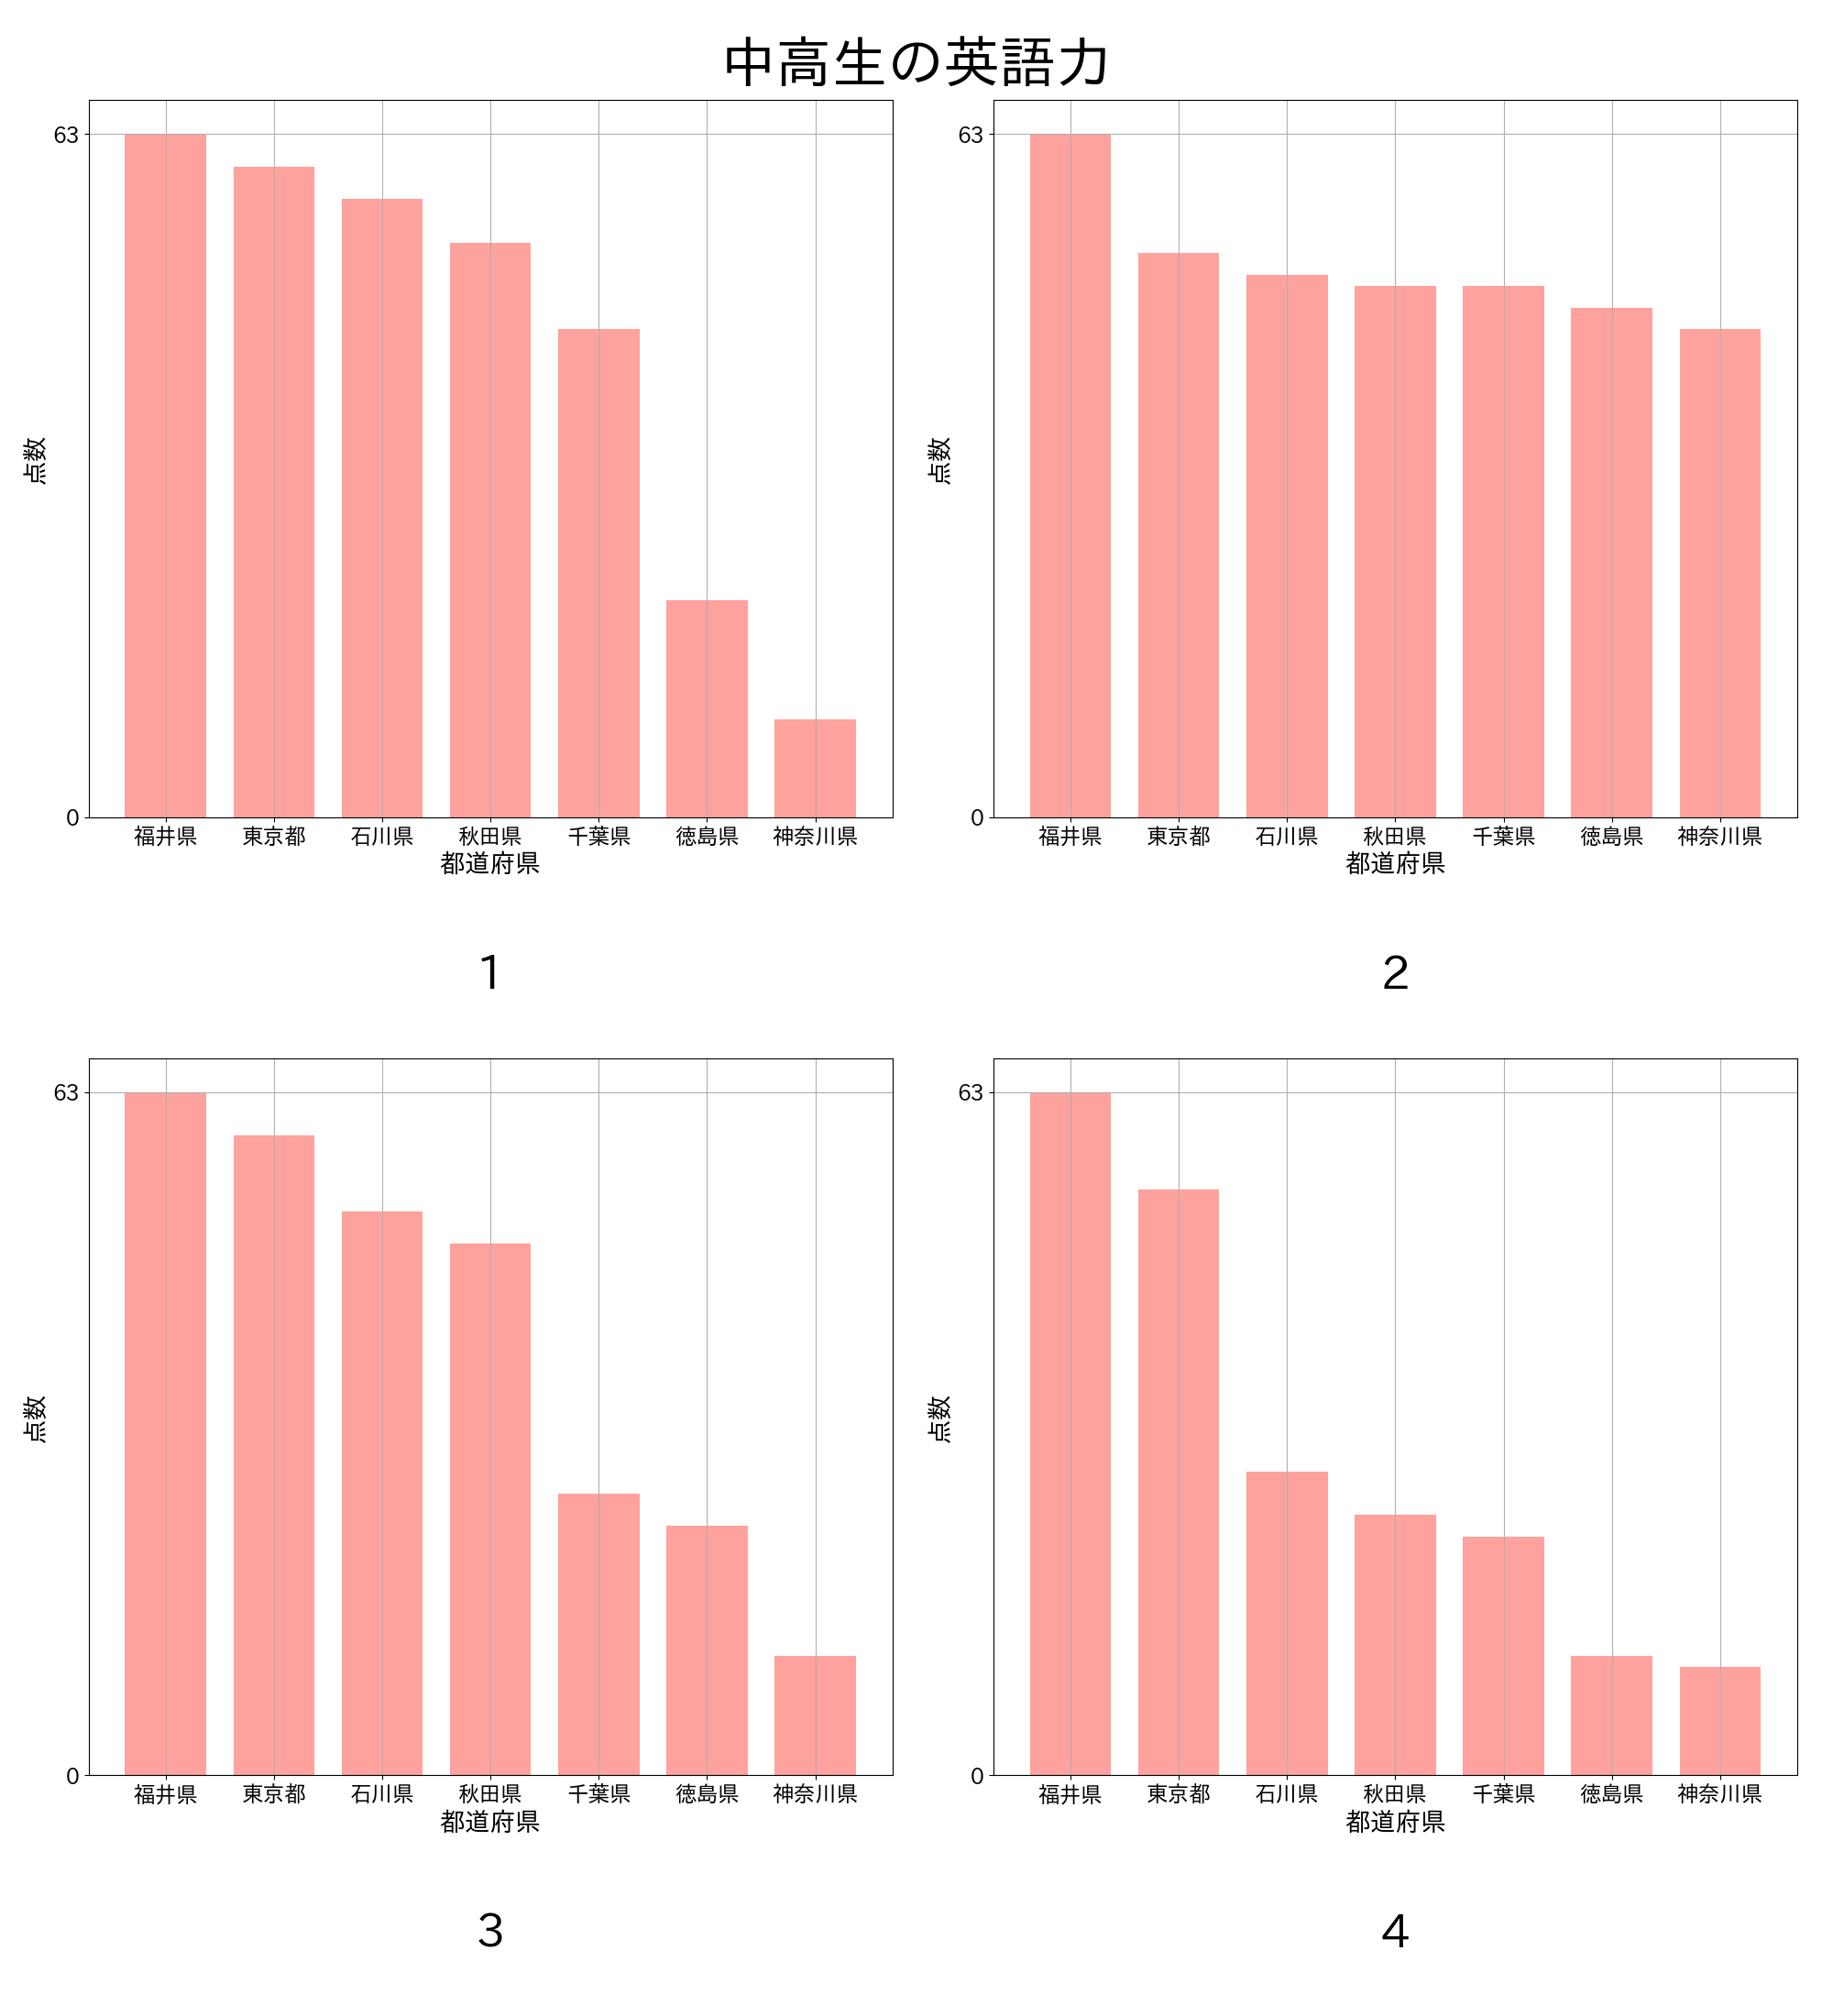 中高生の英語力
63
0
点数
福井県 東京都 石川県 秋田県 千葉県 徳島県 神奈川県
都道府県
1
63
0
点数
福井県 東京都 石川県 秋田県 千葉県 徳島県 神奈川県
都道府県
2
63
0
点数
福井県 東京都 石川県 秋田県 千葉県 徳島県 神奈川県
都道府県
3
63
0
点数
福井県 東京都 石川県 秋田県 千葉県 徳島県 神奈川県
都道府県
4